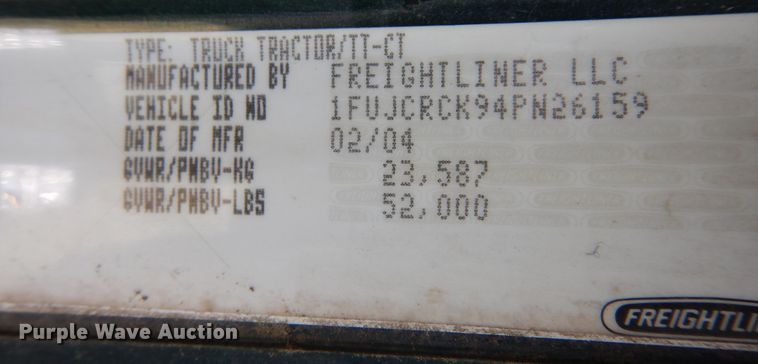 TYPE: TRUCK TRACTOR/TT-CT
MANUFACTURED BY FREIGHTLINER LLC
VEHICLE ID NO 1FUJCRCK94PN26159
DATE OF MFR 02/04
GVWR/PNBV-KG 23,587
GVWR/PNBV-LBS 52,000
FREIGHTLI
Purple Wave Auction